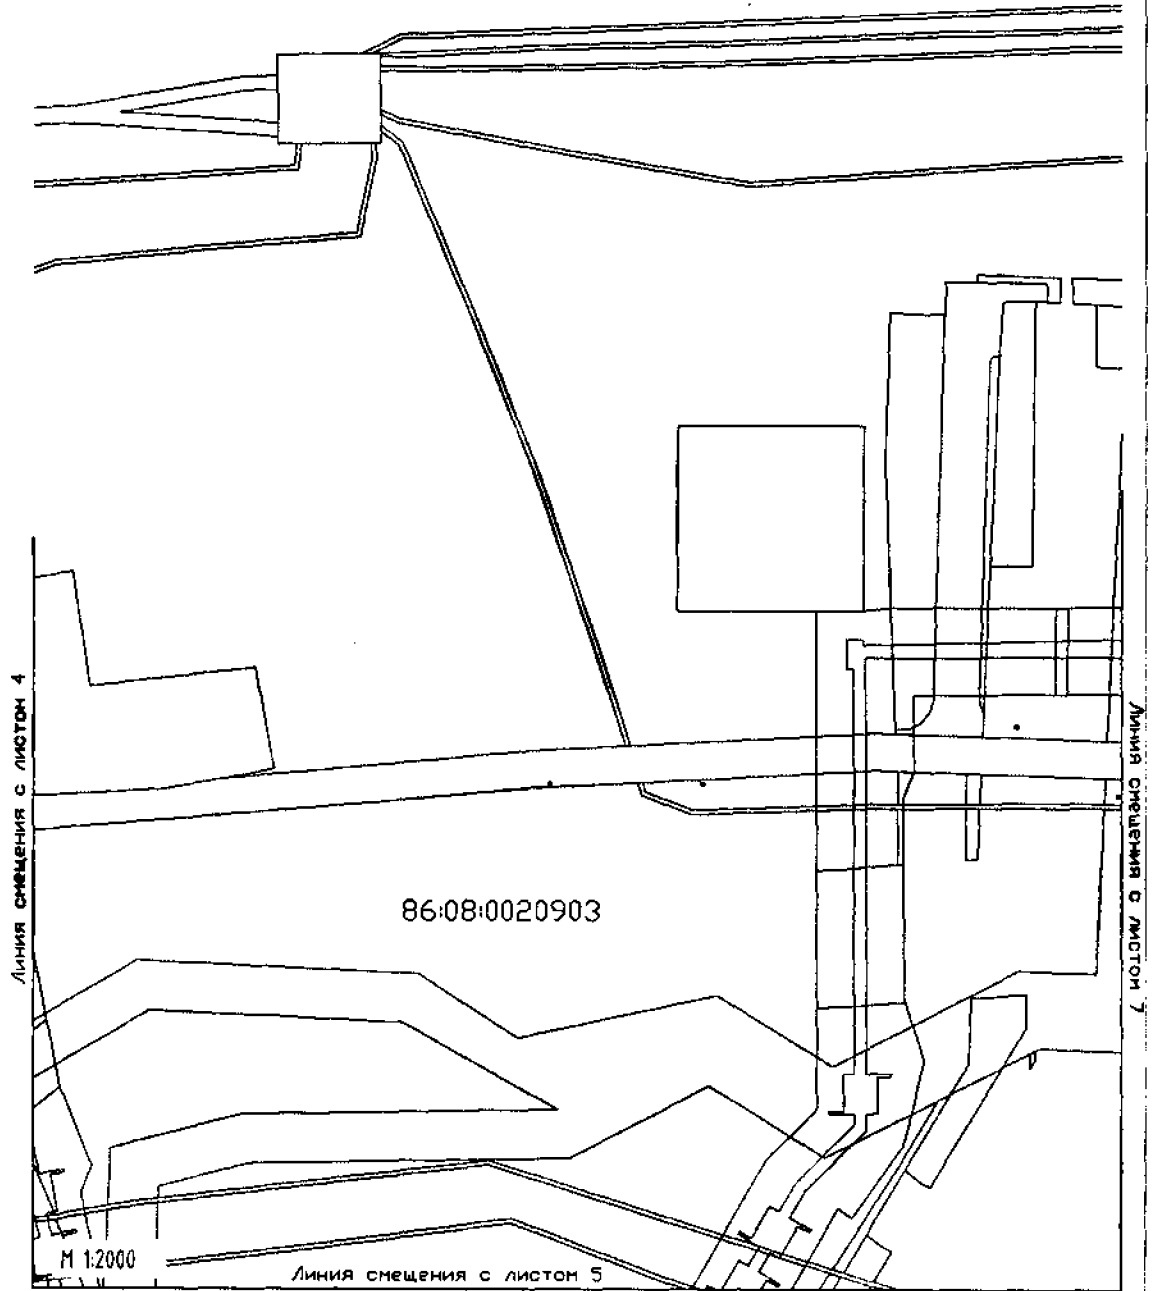 Линия смещения с листом 4
Линия смещения с листом 7
86:08:0020903
М 1:2000
Линия смещения с листом 5